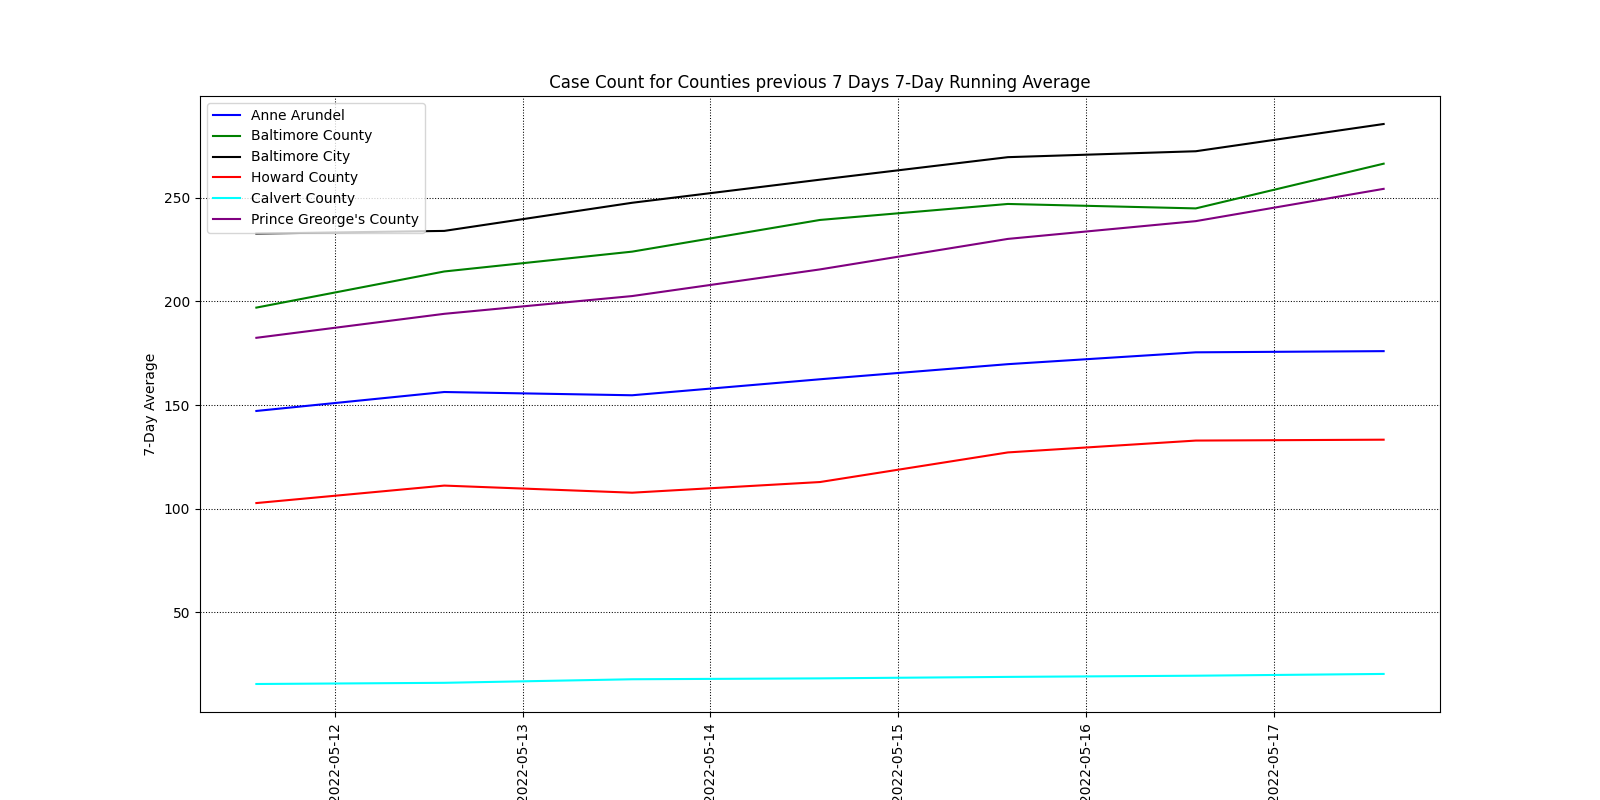 Case Count for Counties previous 7 Days 7-Day Running Average
Anne Arundel
Baltimore County
Baltimore City
Howard County
Calvert County
Prince Greorge's County
250
200
150
100
50
7-Day Average
2022-05-12
2022-05-13
2022-05-14
2022-05-15
2022-05-16
2022-05-17